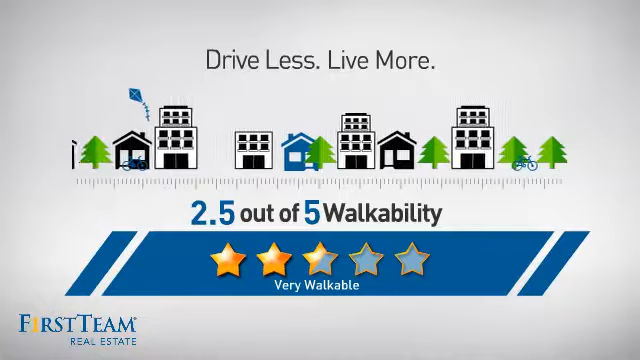 Drive Less. Live More.
2.5 out of 5 Walkability
Very Walkable
FIRSTTEAM®
REAL ESTATE